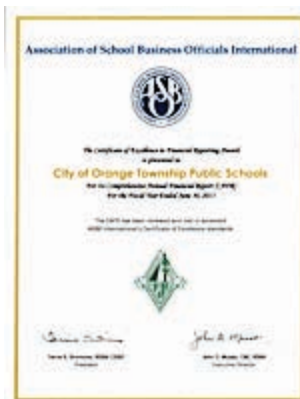 Association of School Business Officials International
ASBO
The Certificate of Excellence in Financial Reporting Award
is presented to
City of Orange Township Public Schools
For Its Comprehensive Annual Financial Report (CAFR)
For the Fiscal Year Ended June 30,
The CAFR has been reviewed and met or exceeded
ASBO International's Certificate of Excellence standards
President
Executive Director